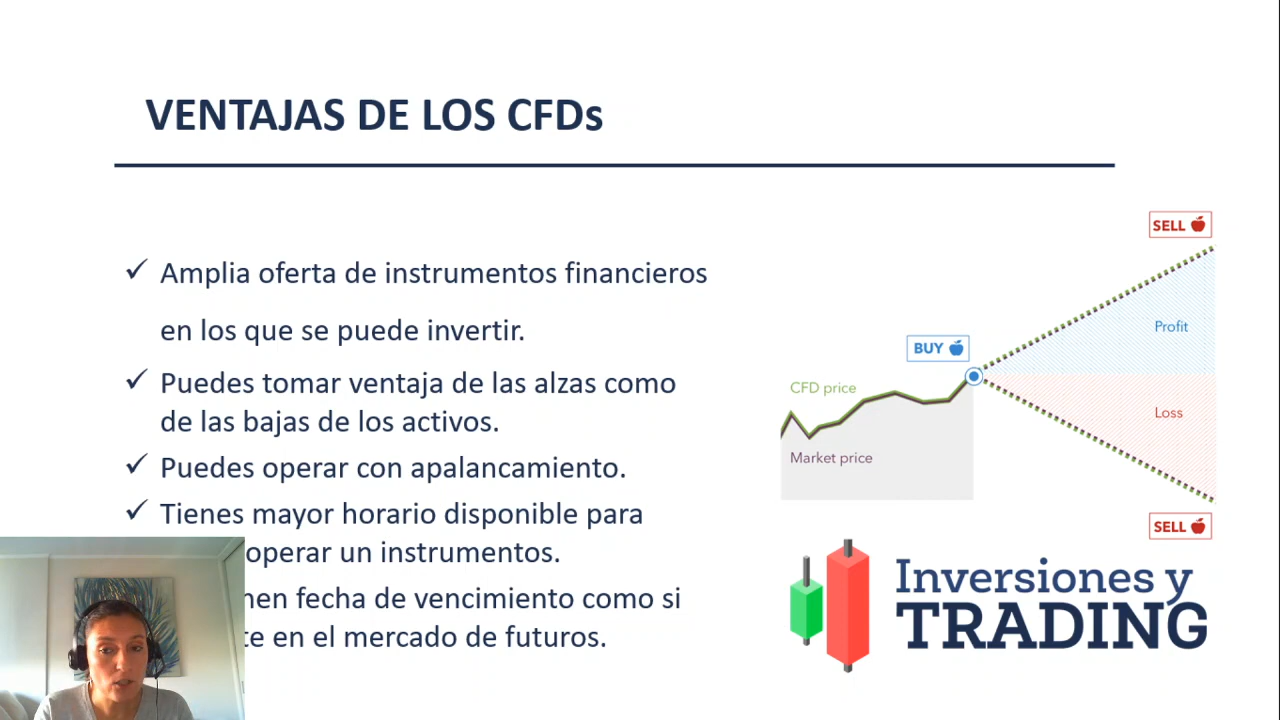 VENTAJAS DE LOS CFDs
✓ Amplia oferta de instrumentos financieros
en los que se puede invertir.
✓ Puedes tomar ventaja de las alzas como
de las bajas de los activos.
✓ Puedes operar con apalancamiento.
✓ Tienes mayor horario disponible para
operar un instrumentos.
fecha de vencimiento como si
en el mercado de futuros.
SELL
Profit
BUY
CFD price
Loss
Market price
SELL
Inversiones y
TRADING